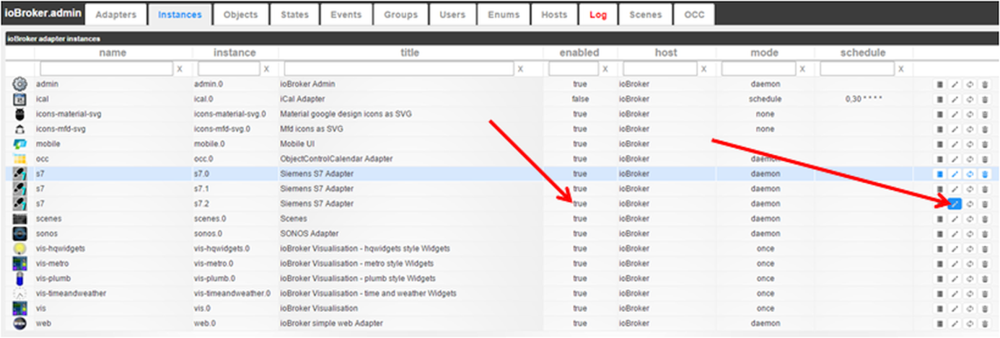 ioBroker.admin Adapters Instances Objects States Events Groups Users Enums Hosts Log Scenes OCC
ioBroker adapter instances
name instance title enabled host mode schedule
X X X X X X X
admin admin.0 ioBroker Admin true ioBroker daemon
ical ical.0 iCal Adapter false ioBroker schedule 0,30 * * * *
icons-material-svg icons-material-svg.0 Material google design icons as SVG true ioBroker none
icons-mfd-svg icons-mfd-svg.0 Mfd icons as SVG true ioBroker none
mobile mobile.0 Mobile UI true ioBroker once
occ occ.0 ObjectControlCalendar Adapter true ioBroker daemon
s7 s7.0 Siemens S7 Adapter true ioBroker daemon
s7 s7.1 Siemens S7 Adapter true ioBroker daemon
s7 s7.2 Siemens S7 Adapter true ioBroker daemon
scenes scenes.0 Scenes true ioBroker daemon
sonos sonos.0 SONOS Adapter true ioBroker daemon
vis-hqwidgets vis-hqwidgets.0 ioBroker Visualisation - hqwidgets style Widgets true ioBroker once
vis-metro vis-metro.0 ioBroker Visualisation - metro style Widgets true ioBroker once
vis-plumb vis-plumb.0 ioBroker Visualisation - plumb style Widgets true ioBroker once
vis-timeandweather vis-timeandweather.0 ioBroker Visualisation - time and weather Widgets true ioBroker once
vis vis.0 ioBroker Visualisation true ioBroker once
web web.0 ioBroker simple web Adapter true ioBroker daemon